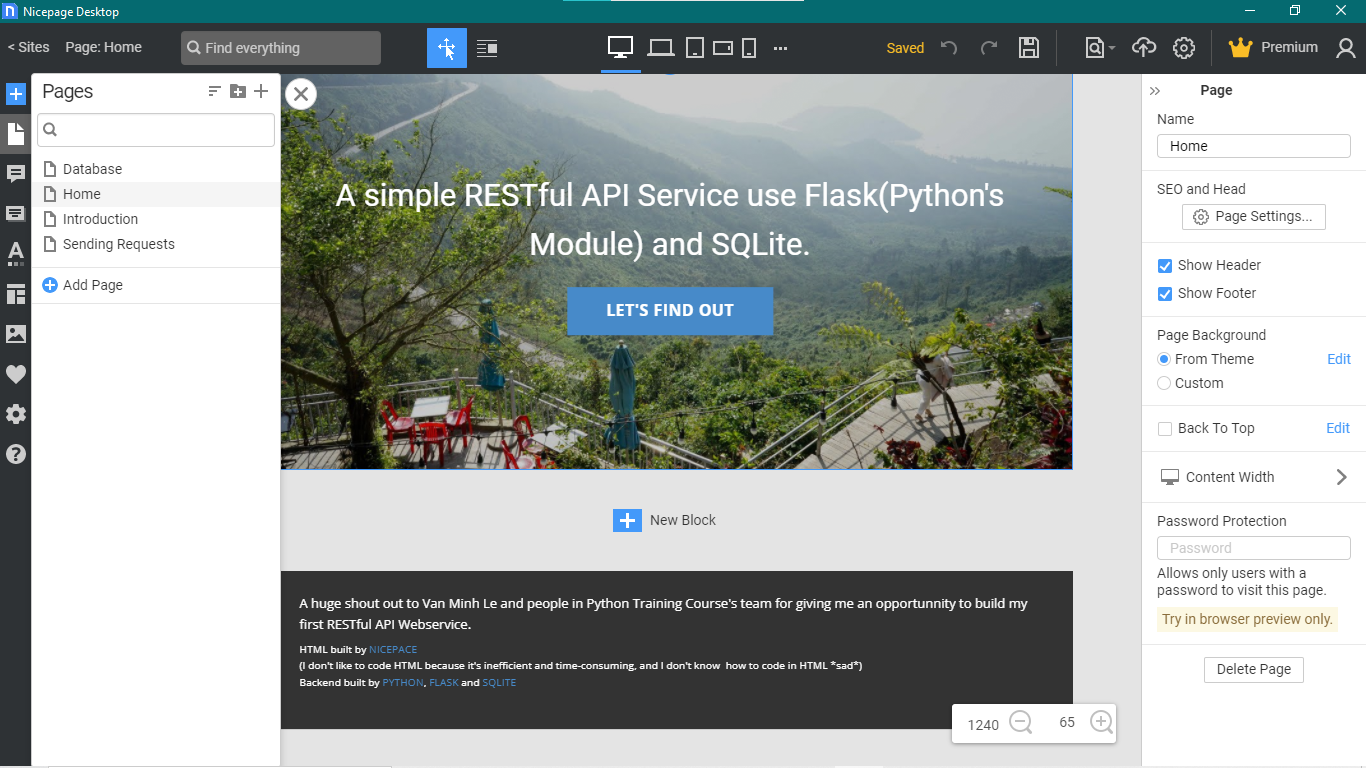 Nicepage Desktop
< Sites
Page: Home
Find everything
Saved
Premium
Pages
Database
Home
Introduction
Sending Requests
Add Page
A simple RESTful API Service use Flask(Python's
Module) and SQLite.
LET'S FIND OUT
New Block
A huge shout out to Van Minh Le and people in Python Training Course's team for giving me an opportunnity to build my
first RESTful API Webservice.
HTML built by NICEPACE
(I don't like to code HTML because it's inefficient and time-consuming, and I don't know how to code in HTML *sad*)
Backend built by PYTHON, FLASK and SQLITE
1240
65
Page
Name
Home
SEO and Head
Page Settings...
Show Header
Show Footer
Page Background
From Theme
Edit
Custom
Back To Top
Edit
Content Width
Password Protection
Password
Allows only users with a
password to visit this page.
Try in browser preview only.
Delete Page